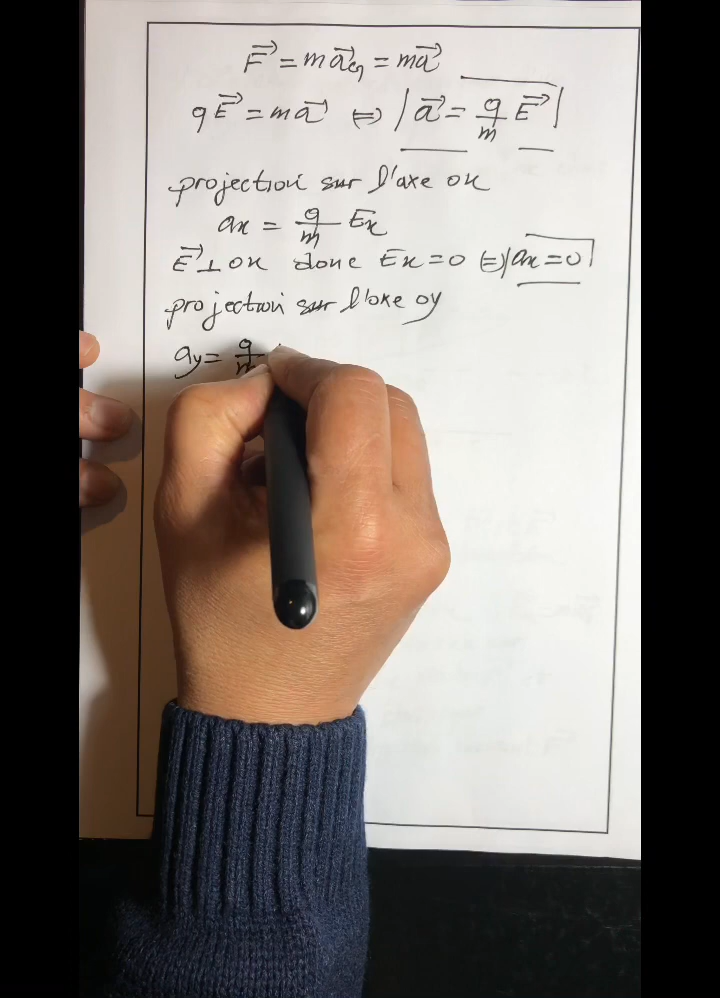 F⃗ = m a⃗G = m a⃗
q E⃗ = m a⃗ ⇔ | a⃗ = q/m E⃗ |
projection sur l'axe ox
ax = q/m Ex
E⃗ ⊥ ox donc Ex = 0 ⇔ | ax = 0 |
projection sur l'axe oy
ay = q/m